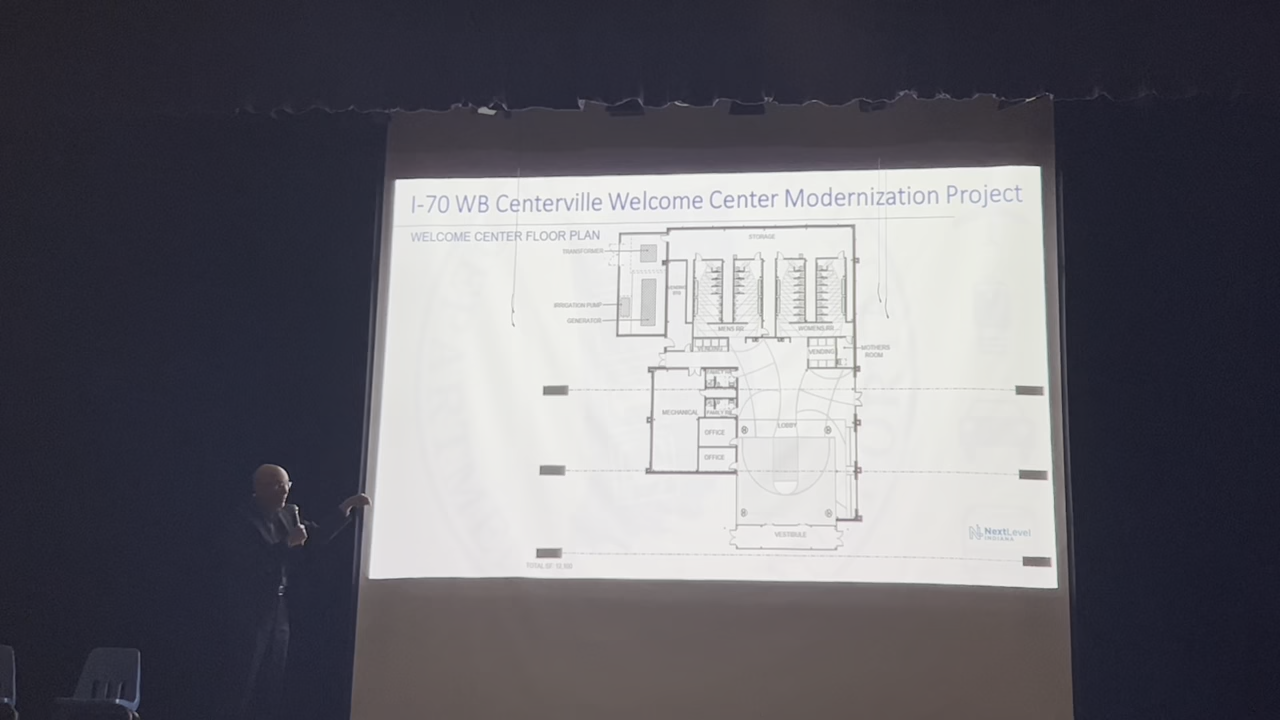 I-70 WB Centerville Welcome Center Modernization Project
WELCOME CENTER FLOOR PLAN
STORAGE
TRANSFORMER
IRRIGATION PUMP
GENERATOR
MENS RR
WOMENS RR
VENDING
VENDING
MOTHERS
ROOM
MECHANICAL
OFFICE
LOBBY
OFFICE
VESTIBULE
NextLevel
INDIANA